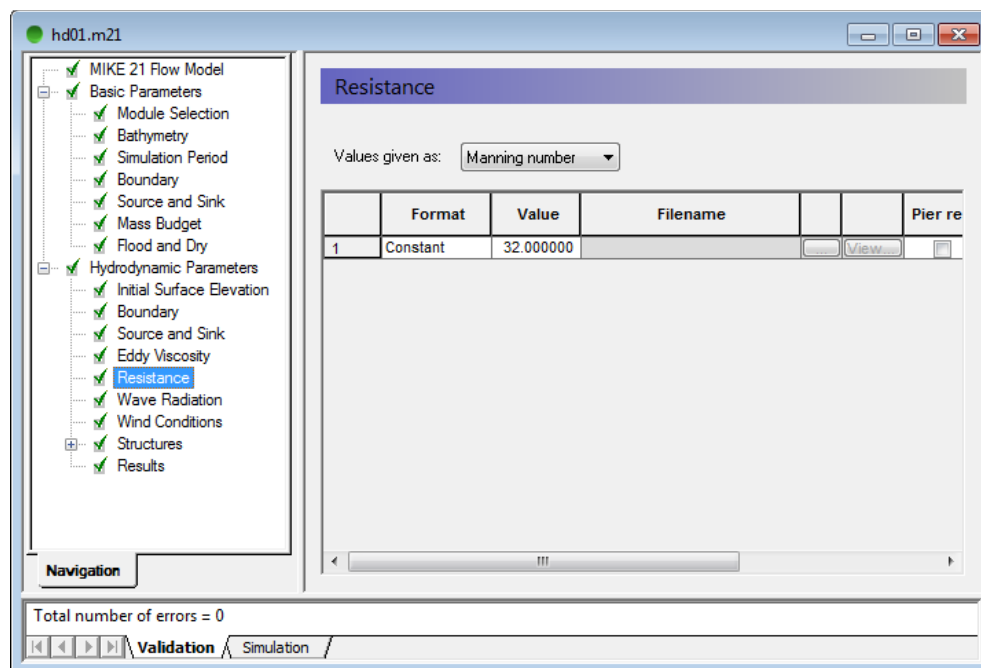 hd01.m21
MIKE 21 Flow Model
Basic Parameters
Module Selection
Bathymetry
Simulation Period
Boundary
Source and Sink
Mass Budget
Flood and Dry
Hydrodynamic Parameters
Initial Surface Elevation
Boundary
Source and Sink
Eddy Viscosity
Resistance
Wave Radiation
Wind Conditions
Structures
Results
Navigation
Resistance
Values given as: Manning number
Format Value Filename Pier re
1 Constant 32.000000 ... View...
Total number of errors = 0
Validation Simulation